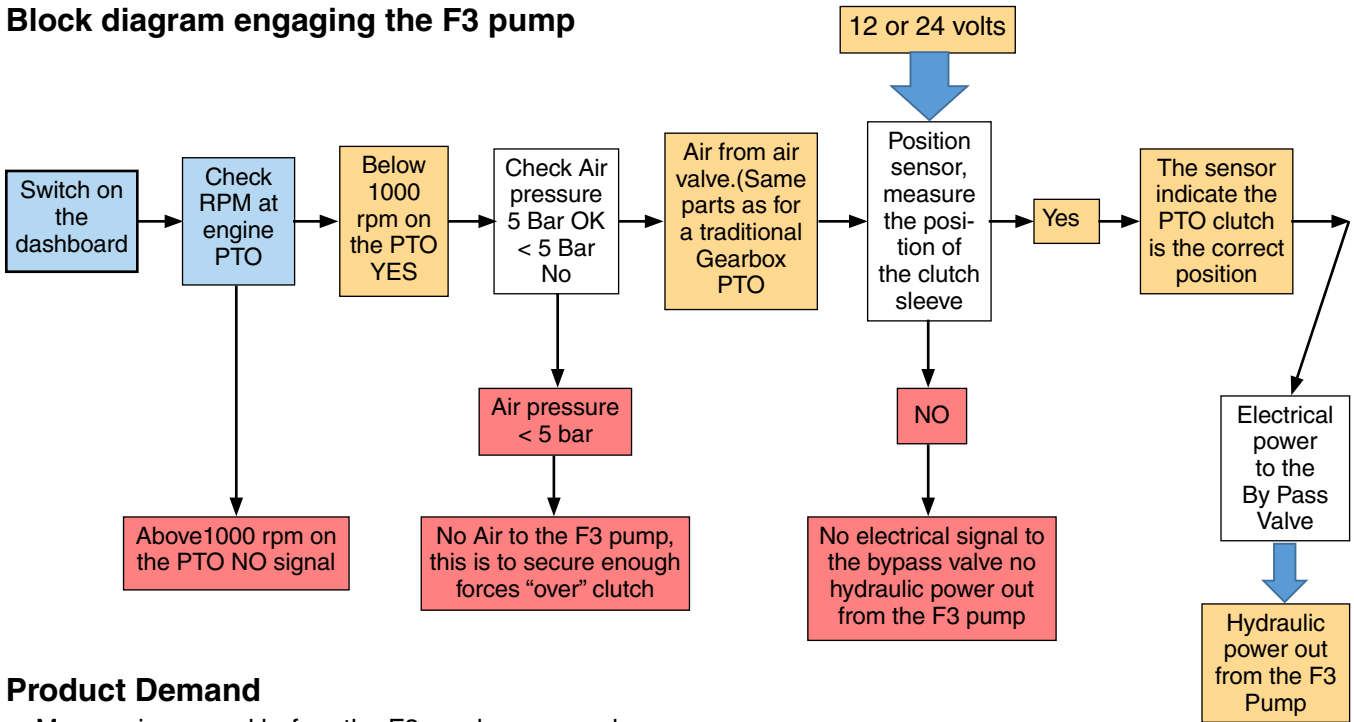 Block diagram engaging the F3 pump
12 or 24 volts
Switch on
the
dashboard
Check
RPM at
engine
PTO
Below
1000
rpm on
the PTO
YES
Check Air
pressure
5 Bar OK
< 5 Bar
No
Air from air
valve.(Same
parts as for
a traditional
Gearbox
PTO
Position
sensor,
measure
the posi-
tion of
the clutch
sleeve
Yes
The sensor
indicate the
PTO clutch
is the correct
position
Air pressure
< 5 bar
NO
Electrical
power
to the
By Pass
Valve
Above1000 rpm on
the PTO NO signal
No Air to the F3 pump,
this is to secure enough
forces “over” clutch
No electrical signal to
the bypass valve no
hydraulic power out
from the F3 pump
Hydraulic
power out
from the F3
Pump
Product Demand